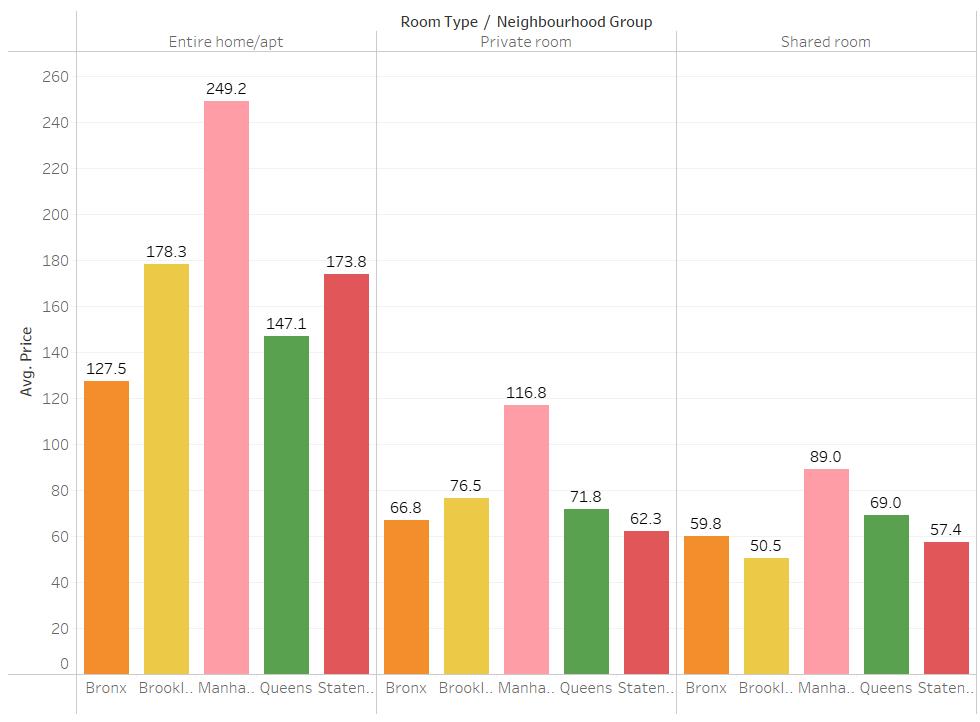 Room Type / Neighbourhood Group
Entire home/apt Private room Shared room
260
240
220
200
180
160
140
120
100
80
60
40
20
0
Avg. Price
127.5 178.3 249.2 147.1 173.8
66.8 76.5 116.8 71.8 62.3
59.8 50.5 89.0 69.0 57.4
Bronx Brookl.. Manha.. Queens Staten.. Bronx Brookl.. Manha.. Queens Staten.. Bronx Brookl.. Manha.. Queens Staten..